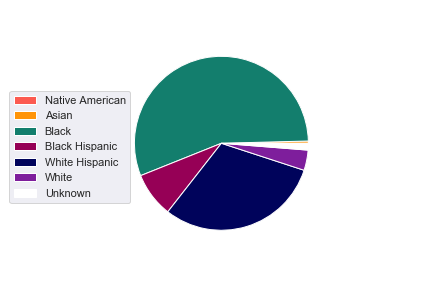 Native American
Asian
Black
Black Hispanic
White Hispanic
White
Unknown